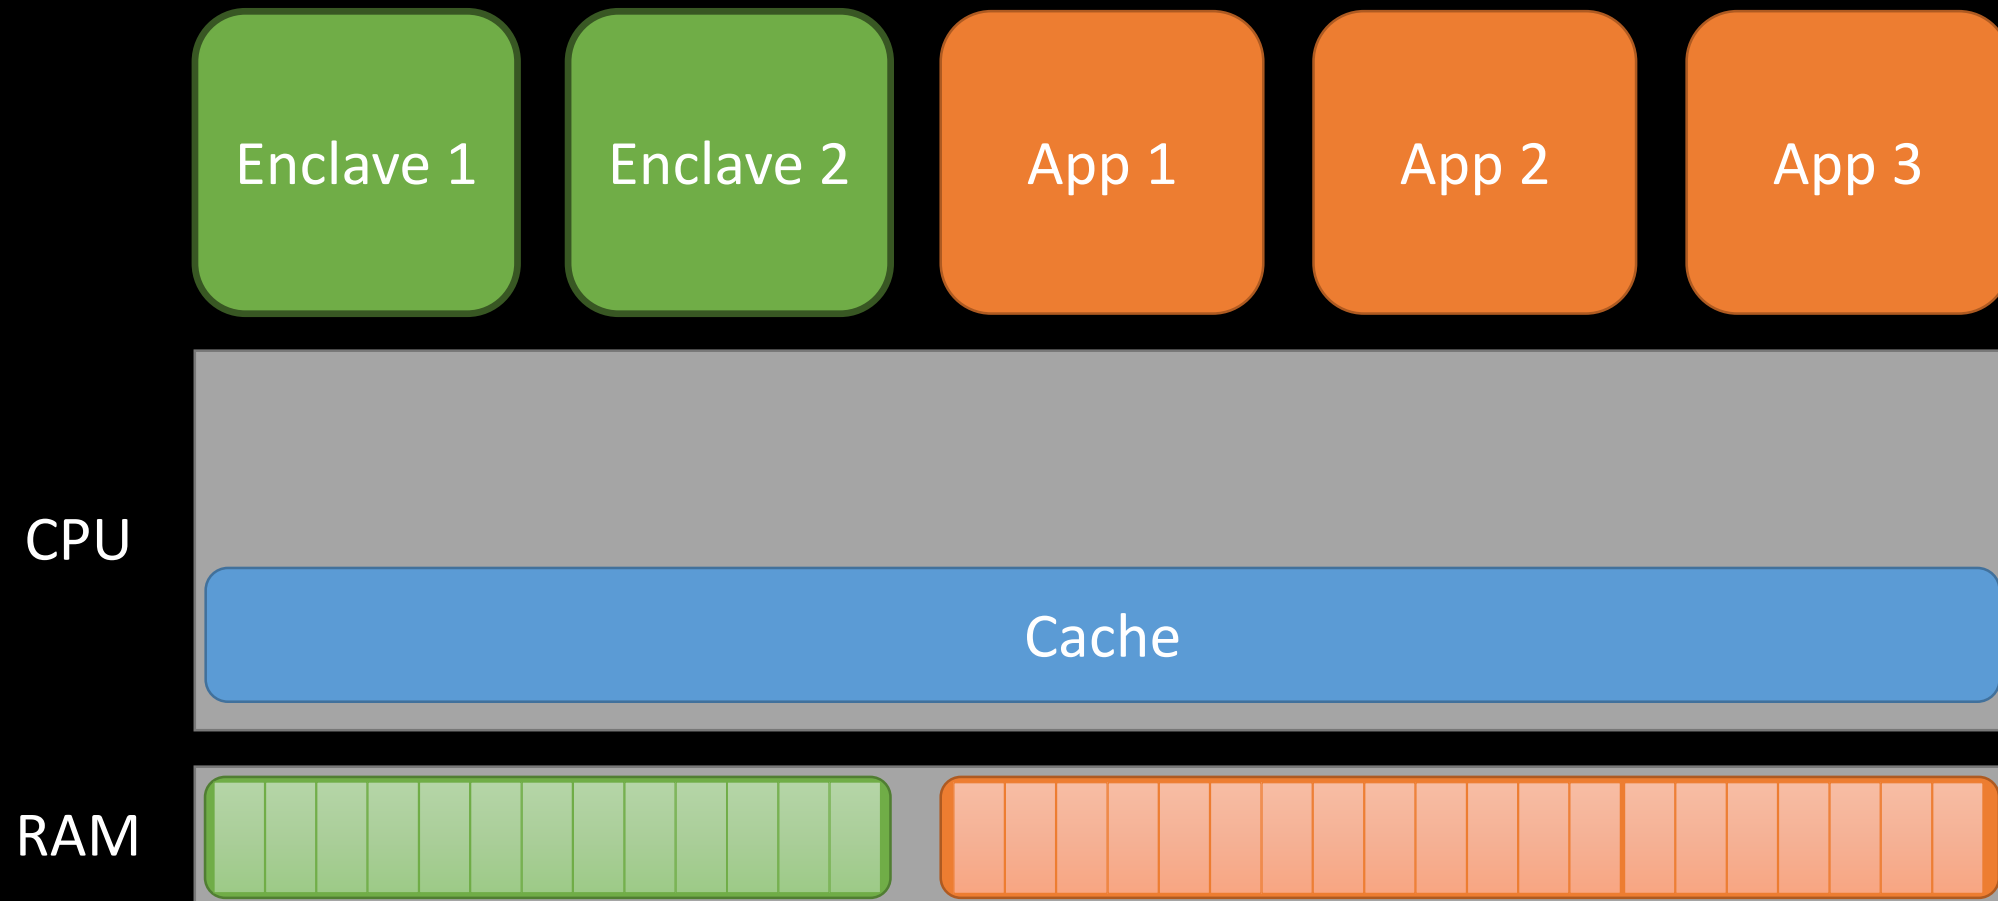 Enclave 1
Enclave 2
App 1
App 2
App 3
CPU
Cache
RAM